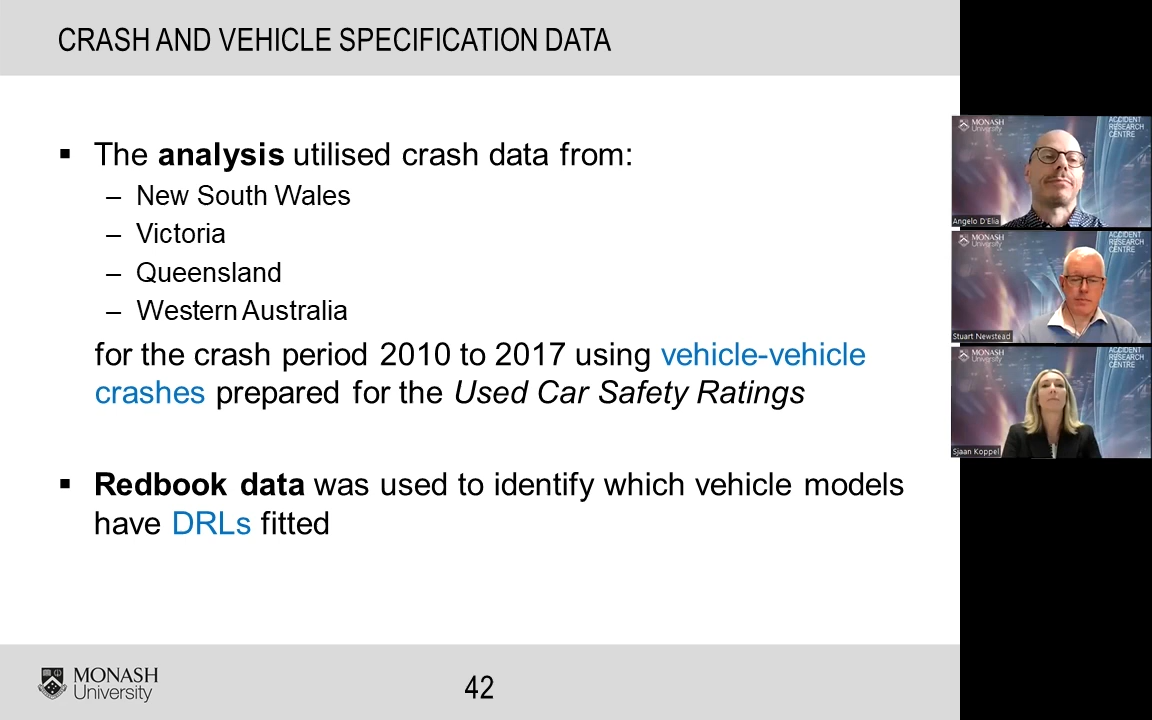 CRASH AND VEHICLE SPECIFICATION DATA
▪ The analysis utilised crash data from:
– New South Wales
– Victoria
– Queensland
– Western Australia
for the crash period 2010 to 2017 using vehicle-vehicle
crashes prepared for the Used Car Safety Ratings
▪ Redbook data was used to identify which vehicle models
have DRLs fitted
MONASH
University
42
MONASH
University
ACCIDENT
RESEARCH
CENTRE
Angelo D'Elia
MONASH
University
ACCIDENT
RESEARCH
CENTRE
Stuart Newstead
MONASH
University
ACCIDENT
RESEARCH
CENTRE
Sjaan Koppel